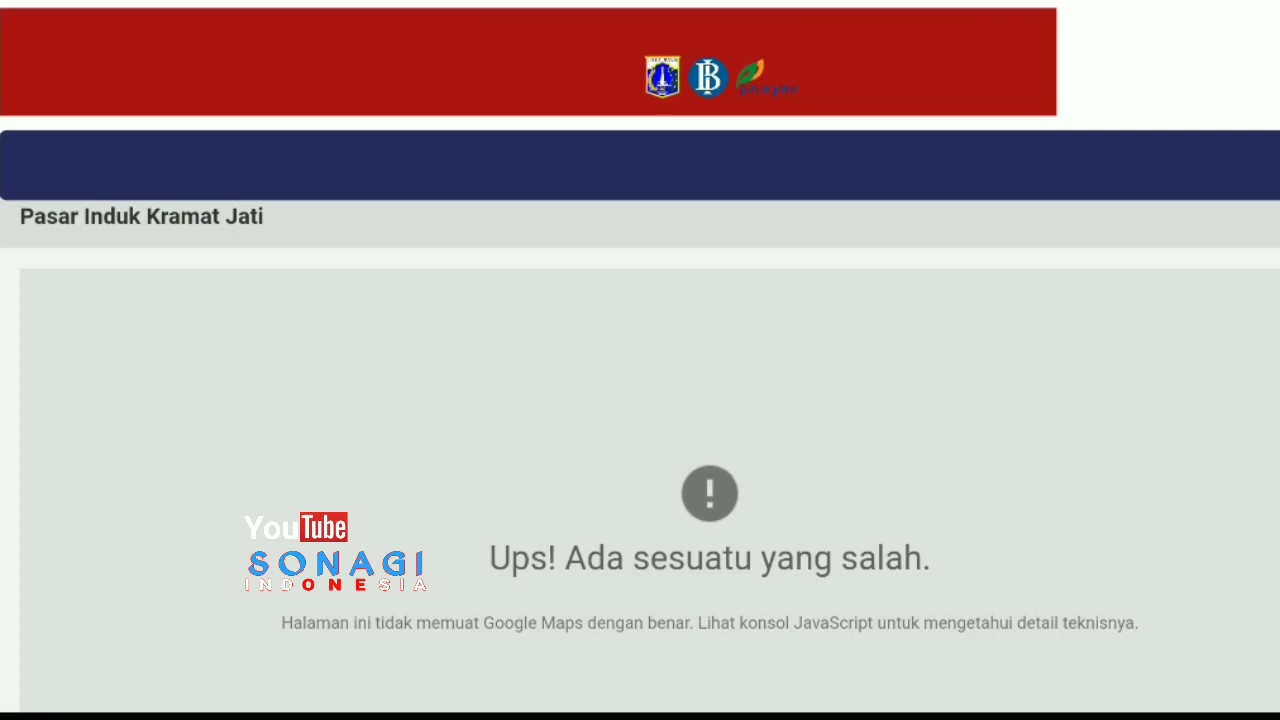 Pasar Induk Kramat Jati
Ups! Ada sesuatu yang salah.
YouTube
SONAGI
INDONESIA
Halaman ini tidak memuat Google Maps dengan benar. Lihat konsol JavaScript untuk mengetahui detail teknisnya.